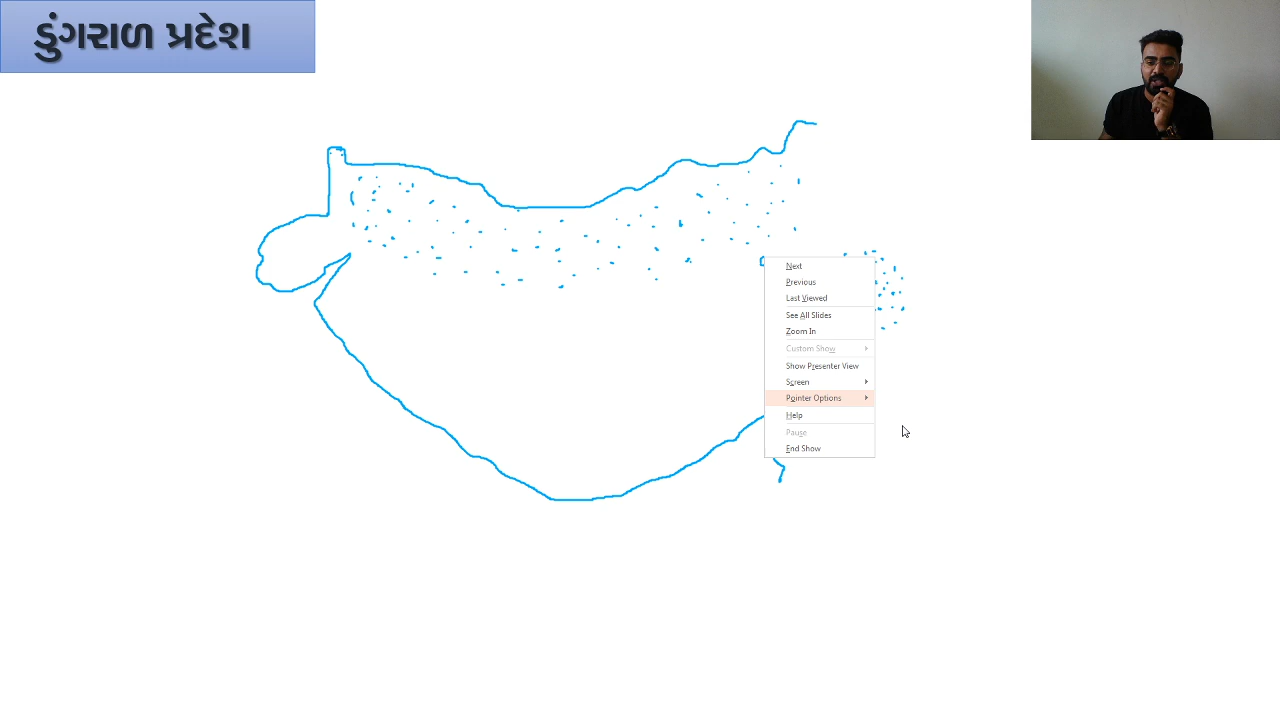 ડુંગરાળ પ્રદેશ
Next
Previous
Last Viewed
See All Slides
Zoom In
Custom Show
Show Presenter View
Screen
Pointer Options
Help
Pause
End Show